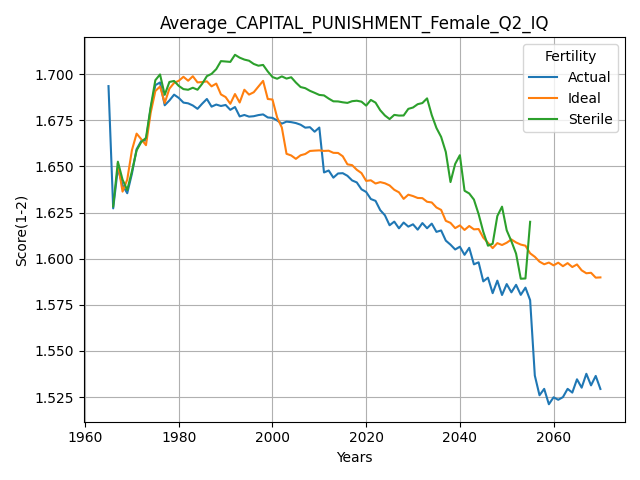 Average_CAPITAL_PUNISHMENT_Female_Q2_IQ
Fertility
Actual
Ideal
Sterile
Score(1-2)
1.700
1.675
1.650
1.625
1.600
1.575
1.550
1.525
1960
1980
2000
2020
2040
2060
Years